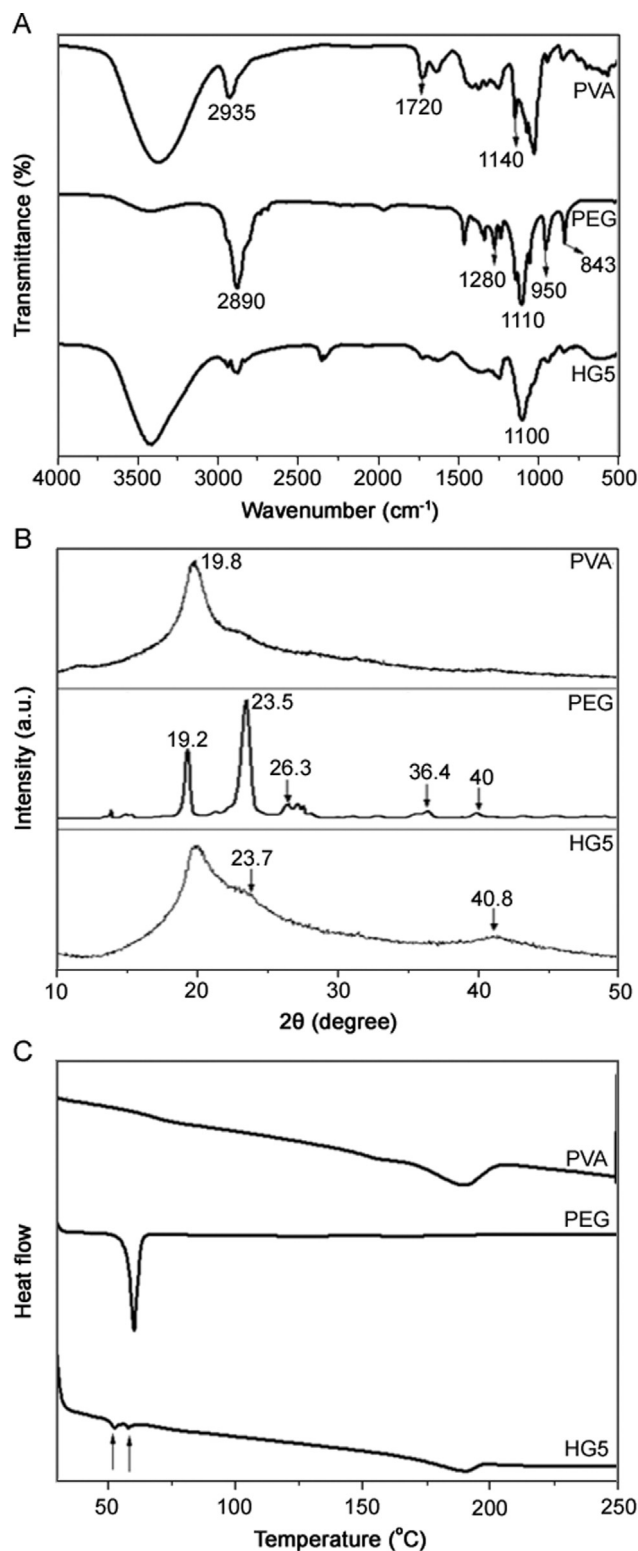 A
PVA
2935
1720
1140
PEG
2890
1280
950
843
1110
HG5
1100
Transmittance (%)
4000 3500 3000 2500 2000 1500 1000 500
Wavenumber (cm⁻¹)
B
19.8
PVA
23.5
PEG
19.2
26.3
36.4
40
HG5
23.7
40.8
Intensity (a.u.)
10 20 30 40 50
2θ (degree)
C
PVA
PEG
HG5
Heat flow
50 100 150 200 250
Temperature (°C)